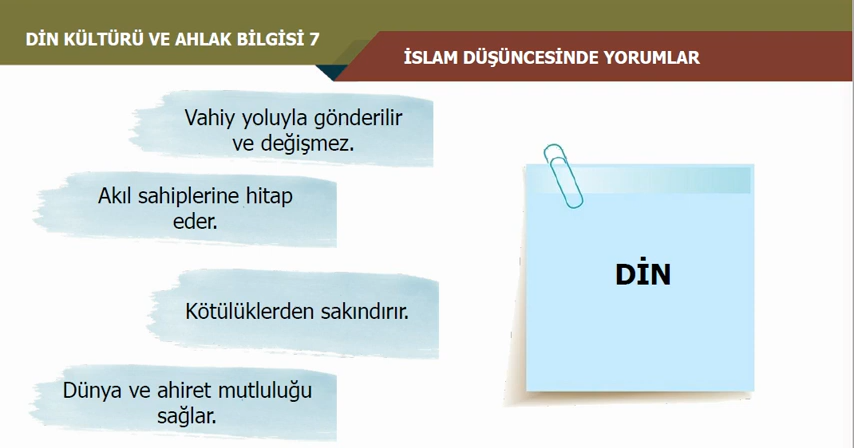 DİN KÜLTÜRÜ VE AHLAK BİLGİSİ 7
İSLAM DÜŞÜNCESİNDE YORUMLAR
Vahiy yoluyla gönderilir
ve değişmez.
Akıl sahiplerine hitap
eder.
Kötülüklerden sakındırır.
Dünya ve ahiret mutluluğu
sağlar.
DİN